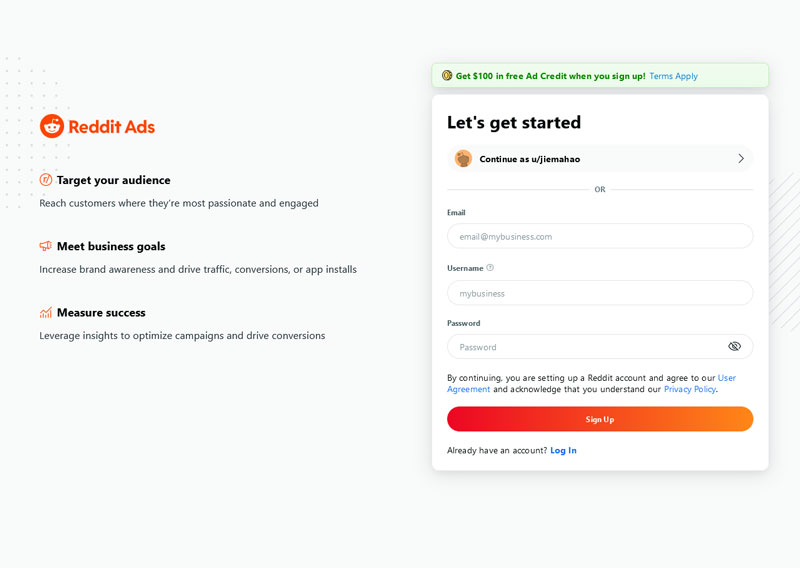 Reddit Ads
Target your audience
Reach customers where they're most passionate and engaged
Meet business goals
Increase brand awareness and drive traffic, conversions, or app installs
Measure success
Leverage insights to optimize campaigns and drive conversions
Get $100 in free Ad Credit when you sign up! Terms Apply
Let's get started
Continue as u/jiemahao
OR
Email
email@mybusiness.com
Username
mybusiness
Password
Password
By continuing, you are setting up a Reddit account and agree to our User
Agreement and acknowledge that you understand our Privacy Policy.
Sign Up
Already have an account? Log In